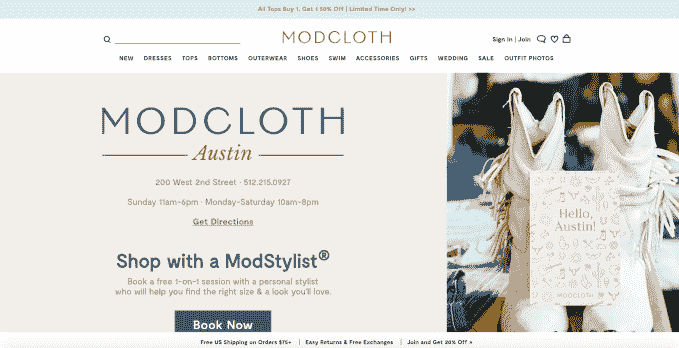 All Tops Buy 1, Get 1 50% Off | Limited Time Only! >>
MODCLOTH
Sign In | Join
NEW DRESSES TOPS BOTTOMS OUTERWEAR SHOES SWIM ACCESSORIES GIFTS WEDDING SALE OUTFIT PHOTOS
MODCLOTH
Austin
200 West 2nd Street · 512.215.0927
Sunday 11am-6pm · Monday-Saturday 10am-8pm
Get Directions
Shop with a ModStylist®
Book a free 1-on-1 session with a personal stylist
who will help you find the right size & a look you'll love.
Book Now
Hello,
Austin!
MODCLOTH
Free US Shipping on Orders $75+ | Easy Returns & Free Exchanges | Join and Get 20% Off >